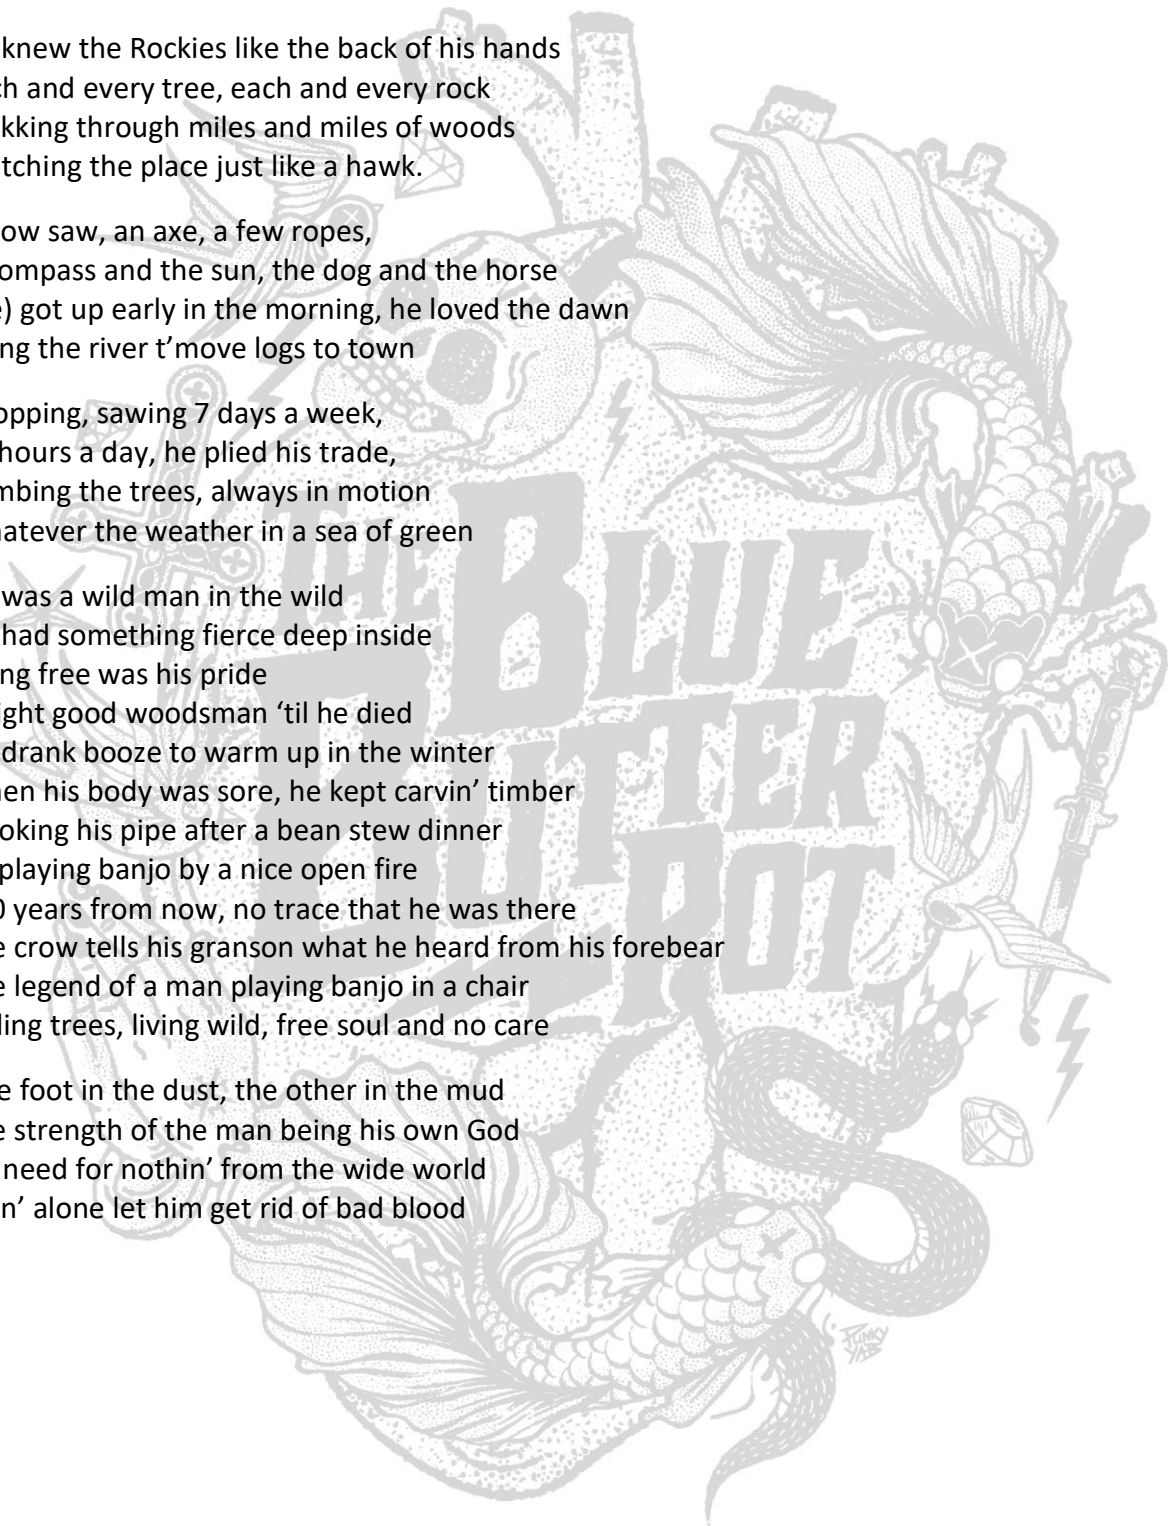 knew the Rockies like the back of his hands
ch and every tree, each and every rock
kking through miles and miles of woods
tching the place just like a hawk.
ow saw, an axe, a few ropes,
ompass and the sun, the dog and the horse
e) got up early in the morning, he loved the dawn
ng the river t’move logs to town
opping, sawing 7 days a week,
hours a day, he plied his trade,
mbing the trees, always in motion
hatever the weather in a sea of green
was a wild man in the wild
had something fierce deep inside
ing free was his pride
ight good woodsman ‘til he died
drank booze to warm up in the winter
hen his body was sore, he kept carvin’ timber
oking his pipe after a bean stew dinner
playing banjo by a nice open fire
0 years from now, no trace that he was there
e crow tells his granson what he heard from his forebear
e legend of a man playing banjo in a chair
ling trees, living wild, free soul and no care
e foot in the dust, the other in the mud
e strength of the man being his own God
need for nothin’ from the wide world
in’ alone let him get rid of bad blood
THE BLUE
BUTTER
POT
PUNKY
YAB